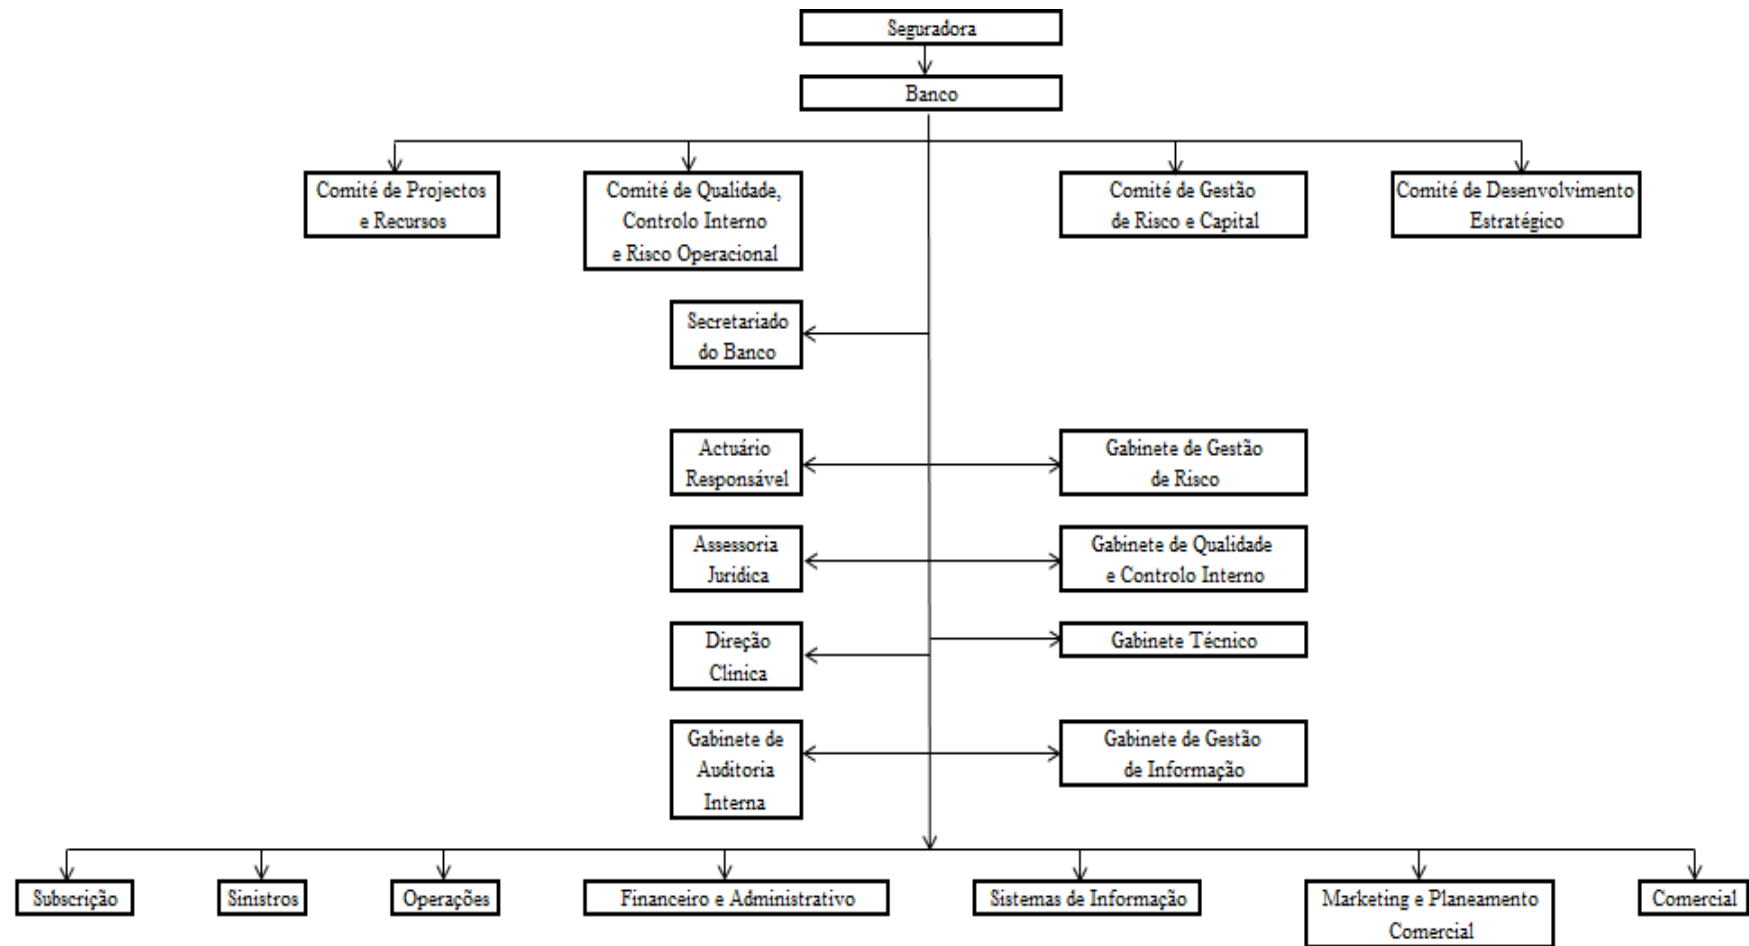 Seguradora
Banco
Comité de Projectos
e Recursos
Comité de Qualidade,
Controlo Interno
e Risco Operacional
Comité de Gestão
de Risco e Capital
Comité de Desenvolvimento
Estratégico
Secretariado
do Banco
Actuário
Responsável
Gabinete de Gestão
de Risco
Assessoria
Juridica
Gabinete de Qualidade
e Controlo Interno
Direção
Clinica
Gabinete Técnico
Gabinete de
Auditoria
Interna
Gabinete de Gestão
de Informação
Subscrição
Sinistros
Operações
Financeiro e Administrativo
Sistemas de Informação
Marketing e Planeamento
Comercial
Comercial